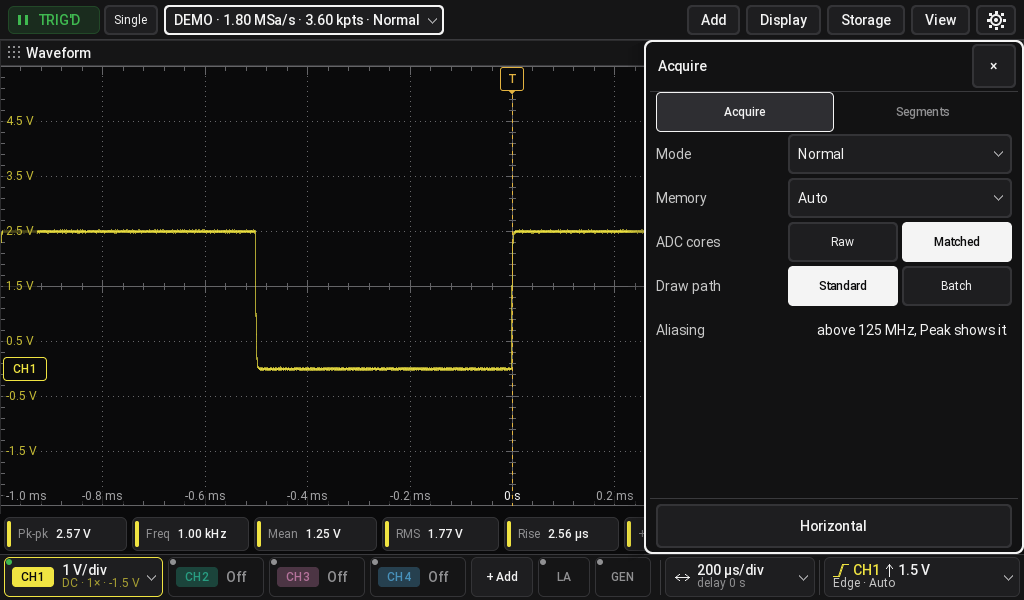 TRIG'D
Single
DEMO · 1.80 MSa/s · 3.60 kpts · Normal
Add
Display
Storage
View
Waveform
T
4.5 V
3.5 V
2.5 V
1.5 V
0.5 V
CH1
-0.5 V
-1.5 V
-1.0 ms
-0.8 ms
-0.6 ms
-0.4 ms
-0.2 ms
0 s
0.2 ms
Acquire
×
Acquire
Segments
Mode
Normal
Memory
Auto
ADC cores
Raw
Matched
Draw path
Standard
Batch
Aliasing
above 125 MHz, Peak shows it
Horizontal
Pk-pk 2.57 V
Freq 1.00 kHz
Mean 1.25 V
RMS 1.77 V
Rise 2.56 µs
CH1
1 V/div
DC · 1× · -1.5 V
CH2 Off
CH3 Off
CH4 Off
+ Add
LA
GEN
200 µs/div
delay 0 s
CH1 ↑ 1.5 V
Edge · Auto